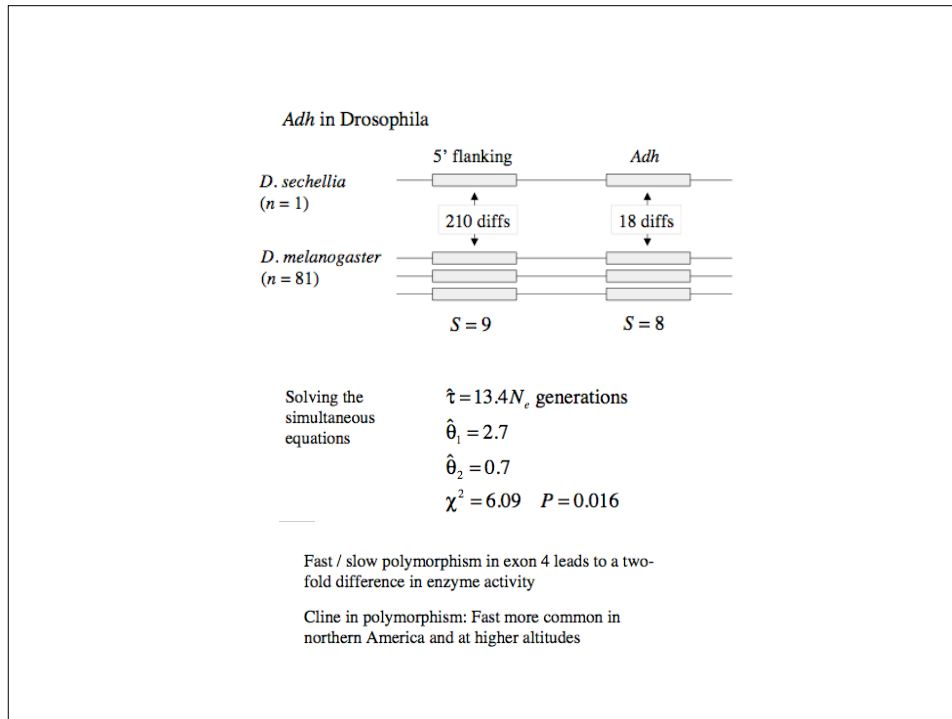 Adh in Drosophila
5' flanking Adh
D. sechellia
(n = 1)
210 diffs 18 diffs
D. melanogaster
(n = 81)
S = 9 S = 8
Solving the
simultaneous
equations
τ̂ = 13.4Nₑ generations
θ̂₁ = 2.7
θ̂₂ = 0.7
χ² = 6.09 P = 0.016
Fast / slow polymorphism in exon 4 leads to a two-
fold difference in enzyme activity
Cline in polymorphism: Fast more common in
northern America and at higher altitudes